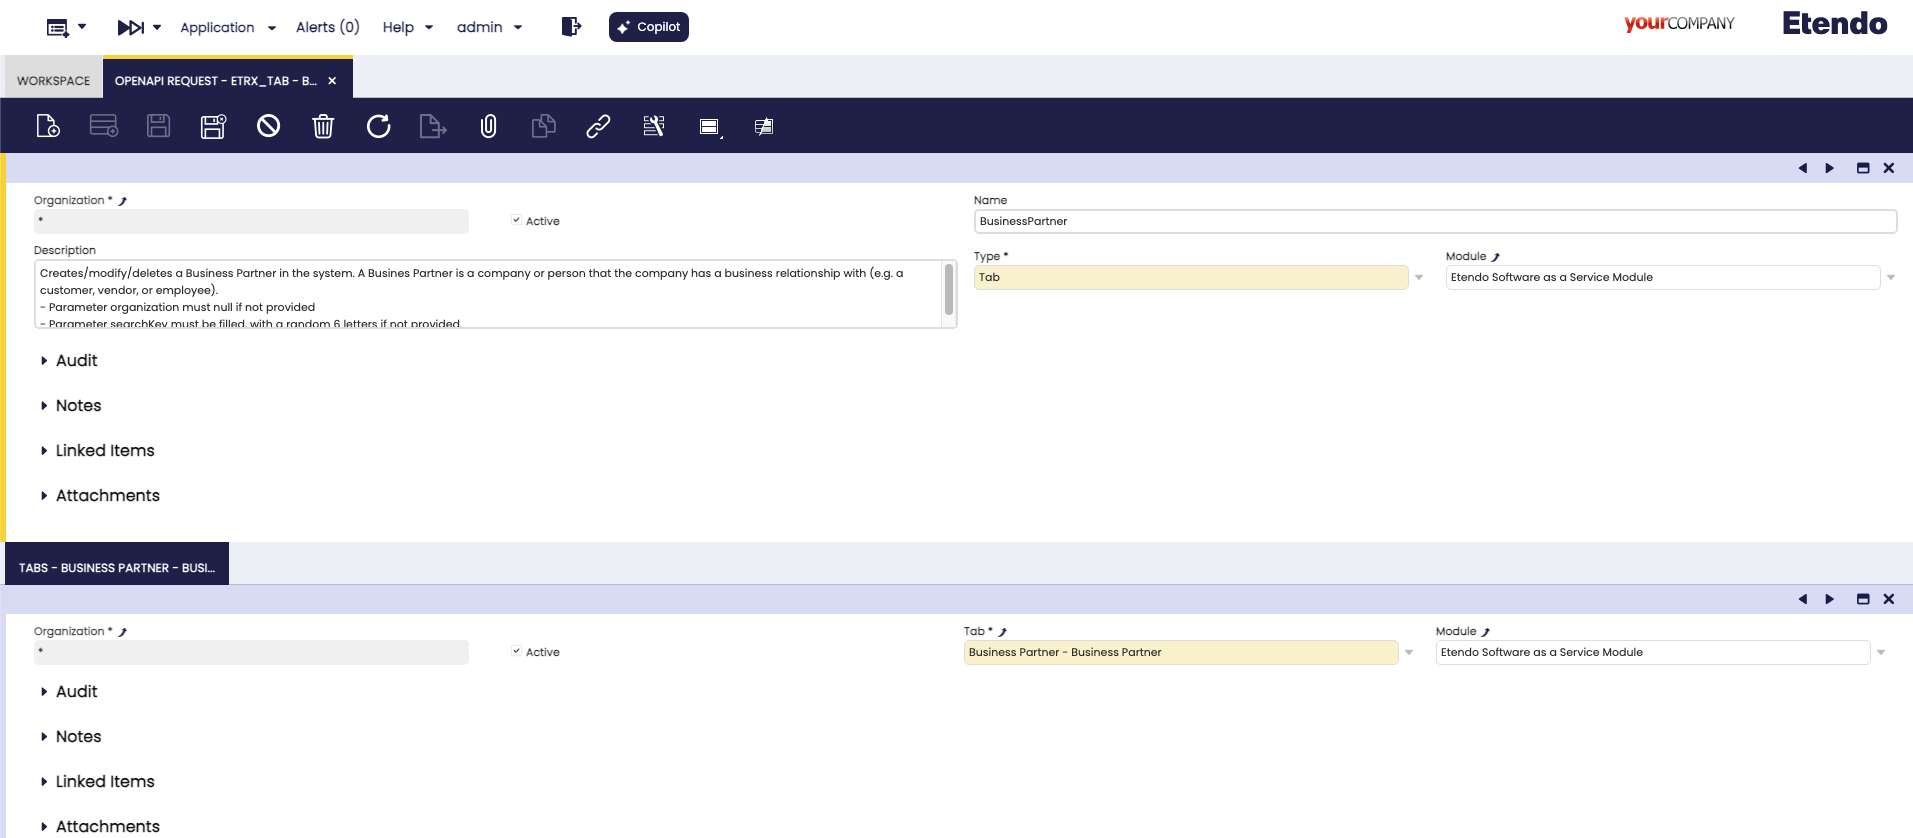 Application
Alerts (0)
Help
admin
Copilot
yourCOMPANY
Etendo
WORKSPACE
OPENAPI REQUEST - ETRX_TAB - B...
Organization *
*
Active
Name
BusinessPartner
Description
Creates/modify/deletes a Business Partner in the system. A Busines Partner is a company or person that the company has a business relationship with (e.g. a
customer, vendor, or employee).
- Parameter organization must null if not provided
- Parameter searchKey must be filled, with a random 6 letters if not provided.
Type *
Tab
Module
Etendo Software as a Service Module
Audit
Notes
Linked Items
Attachments
TABS - BUSINESS PARTNER - BUSI...
Organization *
*
Active
Tab *
Business Partner - Business Partner
Module
Etendo Software as a Service Module
Audit
Notes
Linked Items
Attachments